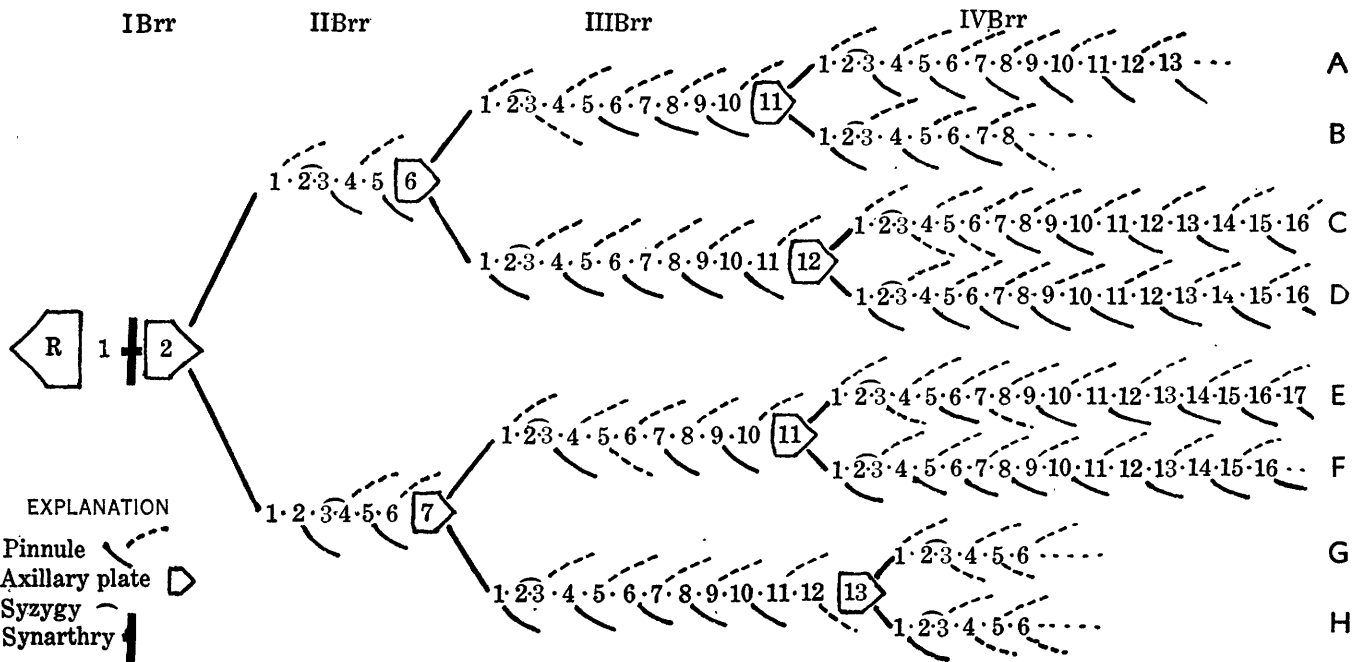 IBrr IIBrr IIIBrr IVBrr
1·2·3·4·5·6·7·8·9·10·11·12·13 A
1·2·3·4·5·6·7·8·9·10 11
1·2·3·4·5·6·7·8 B
1·2·3·4·5 6
1·2·3·4·5·6·7·8·9·10·11·12·13·14·15·16 C
1·2·3·4·5·6·7·8·9·10·11 12
1·2·3·4·5·6·7·8·9·10·11·12·13·14·15·16 D
R 1 2
1·2·3·4·5·6·7·8·9·10·11·12·13·14·15·16·17 E
1·2·3·4·5·6·7·8·9·10 11
1·2·3·4·5·6·7·8·9·10·11·12·13·14·15·16 F
1·2·3·4·5·6 7
1·2·3·4·5·6 G
1·2·3·4·5·6·7·8·9·10·11·12 13
1·2·3·4·5·6 H
EXPLANATION
Pinnule
Axillary plate
Syzygy
Synarthry